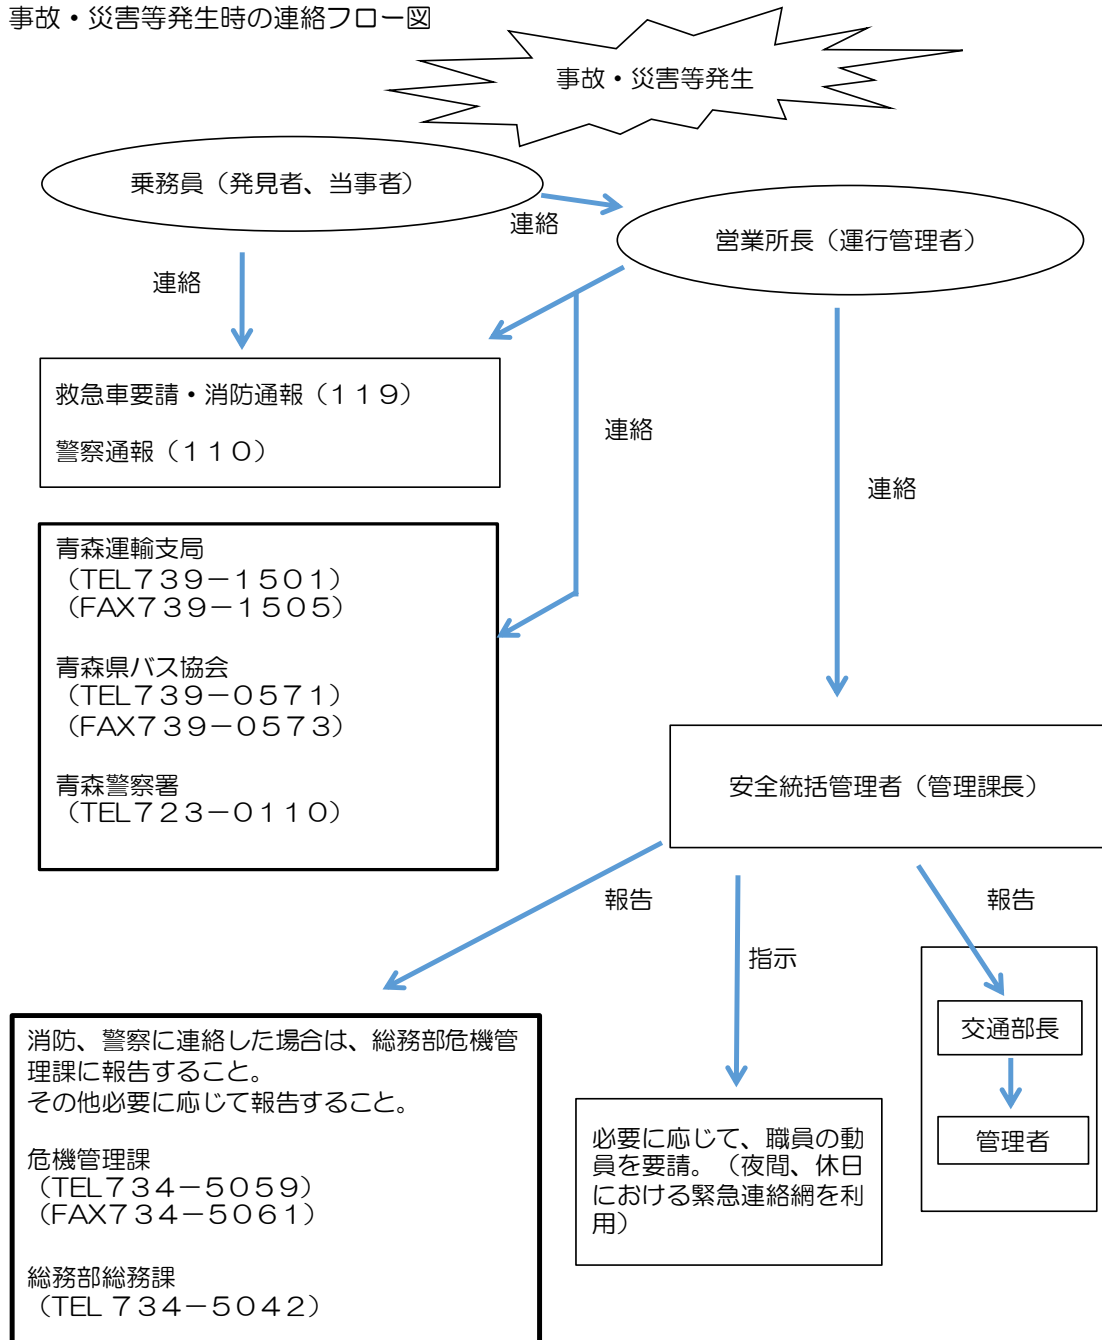 事故・災害等発生時の連絡フロー図
事故・災害等発生
乗務員（発見者、当事者）
連絡
営業所長（運行管理者）
連絡
救急車要請・消防通報（１１９）
警察通報（１１０）
連絡
連絡
青森運輸支局
（TEL７３９－１５０１）
（FAX７３９－１５０５）
青森県バス協会
（TEL７３９－０５７１）
（FAX７３９－０５７３）
青森警察署
（TEL７２３－０１１０）
安全統括管理者（管理課長）
報告
指示
報告
消防、警察に連絡した場合は、総務部危機管
理課に報告すること。
その他必要に応じて報告すること。
危機管理課
（TEL７３４－５０５９）
（FAX７３４－５０６１）
総務部総務課
（TEL ７３４－５０４２）
必要に応じて、職員の動
員を要請。（夜間、休日
における緊急連絡網を利
用）
交通部長
管理者